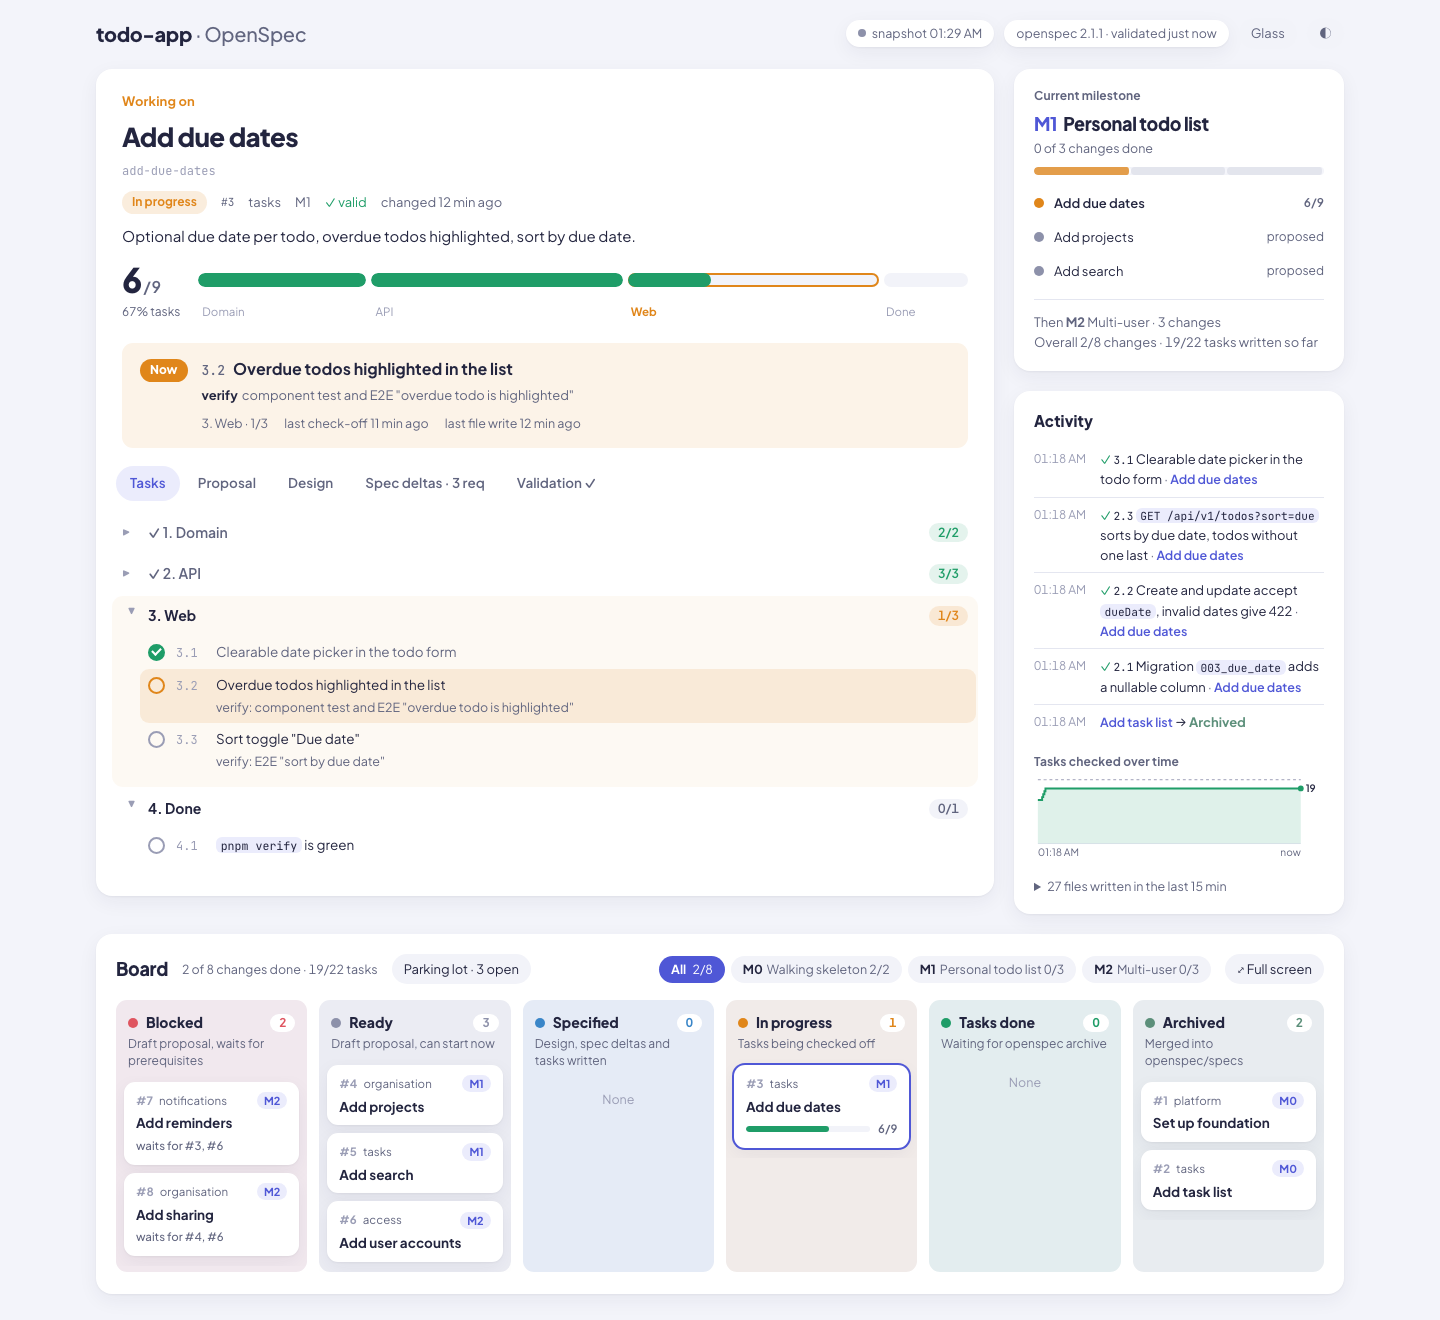 todo-app · OpenSpec
snapshot 01:29 AM
openspec 2.1.1 · validated just now
Glass
Working on
Add due dates
add-due-dates
In progress #3 tasks M1 ✓ valid changed 12 min ago
Optional due date per todo, overdue todos highlighted, sort by due date.
6/9
67% tasks
Domain
API
Web
Done
Now
3.2 Overdue todos highlighted in the list
verify component test and E2E "overdue todo is highlighted"
3. Web · 1/3 last check-off 11 min ago last file write 12 min ago
Tasks Proposal Design Spec deltas · 3 req Validation ✓
✓ 1. Domain 2/2
✓ 2. API 3/3
3. Web 1/3
3.1 Clearable date picker in the todo form
3.2 Overdue todos highlighted in the list
verify: component test and E2E "overdue todo is highlighted"
3.3 Sort toggle "Due date"
verify: E2E "sort by due date"
4. Done 0/1
4.1 pnpm verify is green
Current milestone
M1 Personal todo list
0 of 3 changes done
Add due dates 6/9
Add projects proposed
Add search proposed
Then M2 Multi-user · 3 changes
Overall 2/8 changes · 19/22 tasks written so far
Activity
01:18 AM ✓ 3.1 Clearable date picker in the
todo form · Add due dates
01:18 AM ✓ 2.3 GET /api/v1/todos?sort=due
sorts by due date, todos without
one last · Add due dates
01:18 AM ✓ 2.2 Create and update accept
dueDate, invalid dates give 422 ·
Add due dates
01:18 AM ✓ 2.1 Migration 003_due_date adds
a nullable column · Add due dates
01:18 AM Add task list → Archived
Tasks checked over time
19
01:18 AM now
27 files written in the last 15 min
Board 2 of 8 changes done · 19/22 tasks Parking lot · 3 open
All 2/8 M0 Walking skeleton 2/2 M1 Personal todo list 0/3 M2 Multi-user 0/3 Full screen
Blocked 2
Draft proposal, waits for
prerequisites
#7 notifications M2
Add reminders
waits for #3, #6
#8 organisation M2
Add sharing
waits for #4, #6
Ready 3
Draft proposal, can start now
#4 organisation M1
Add projects
#5 tasks M1
Add search
#6 access M2
Add user accounts
Specified 0
Design, spec deltas and
tasks written
None
In progress 1
Tasks being checked off
#3 tasks M1
Add due dates
6/9
Tasks done 0
Waiting for openspec archive
None
Archived 2
Merged into
openspec/specs
#1 platform M0
Set up foundation
#2 tasks M0
Add task list